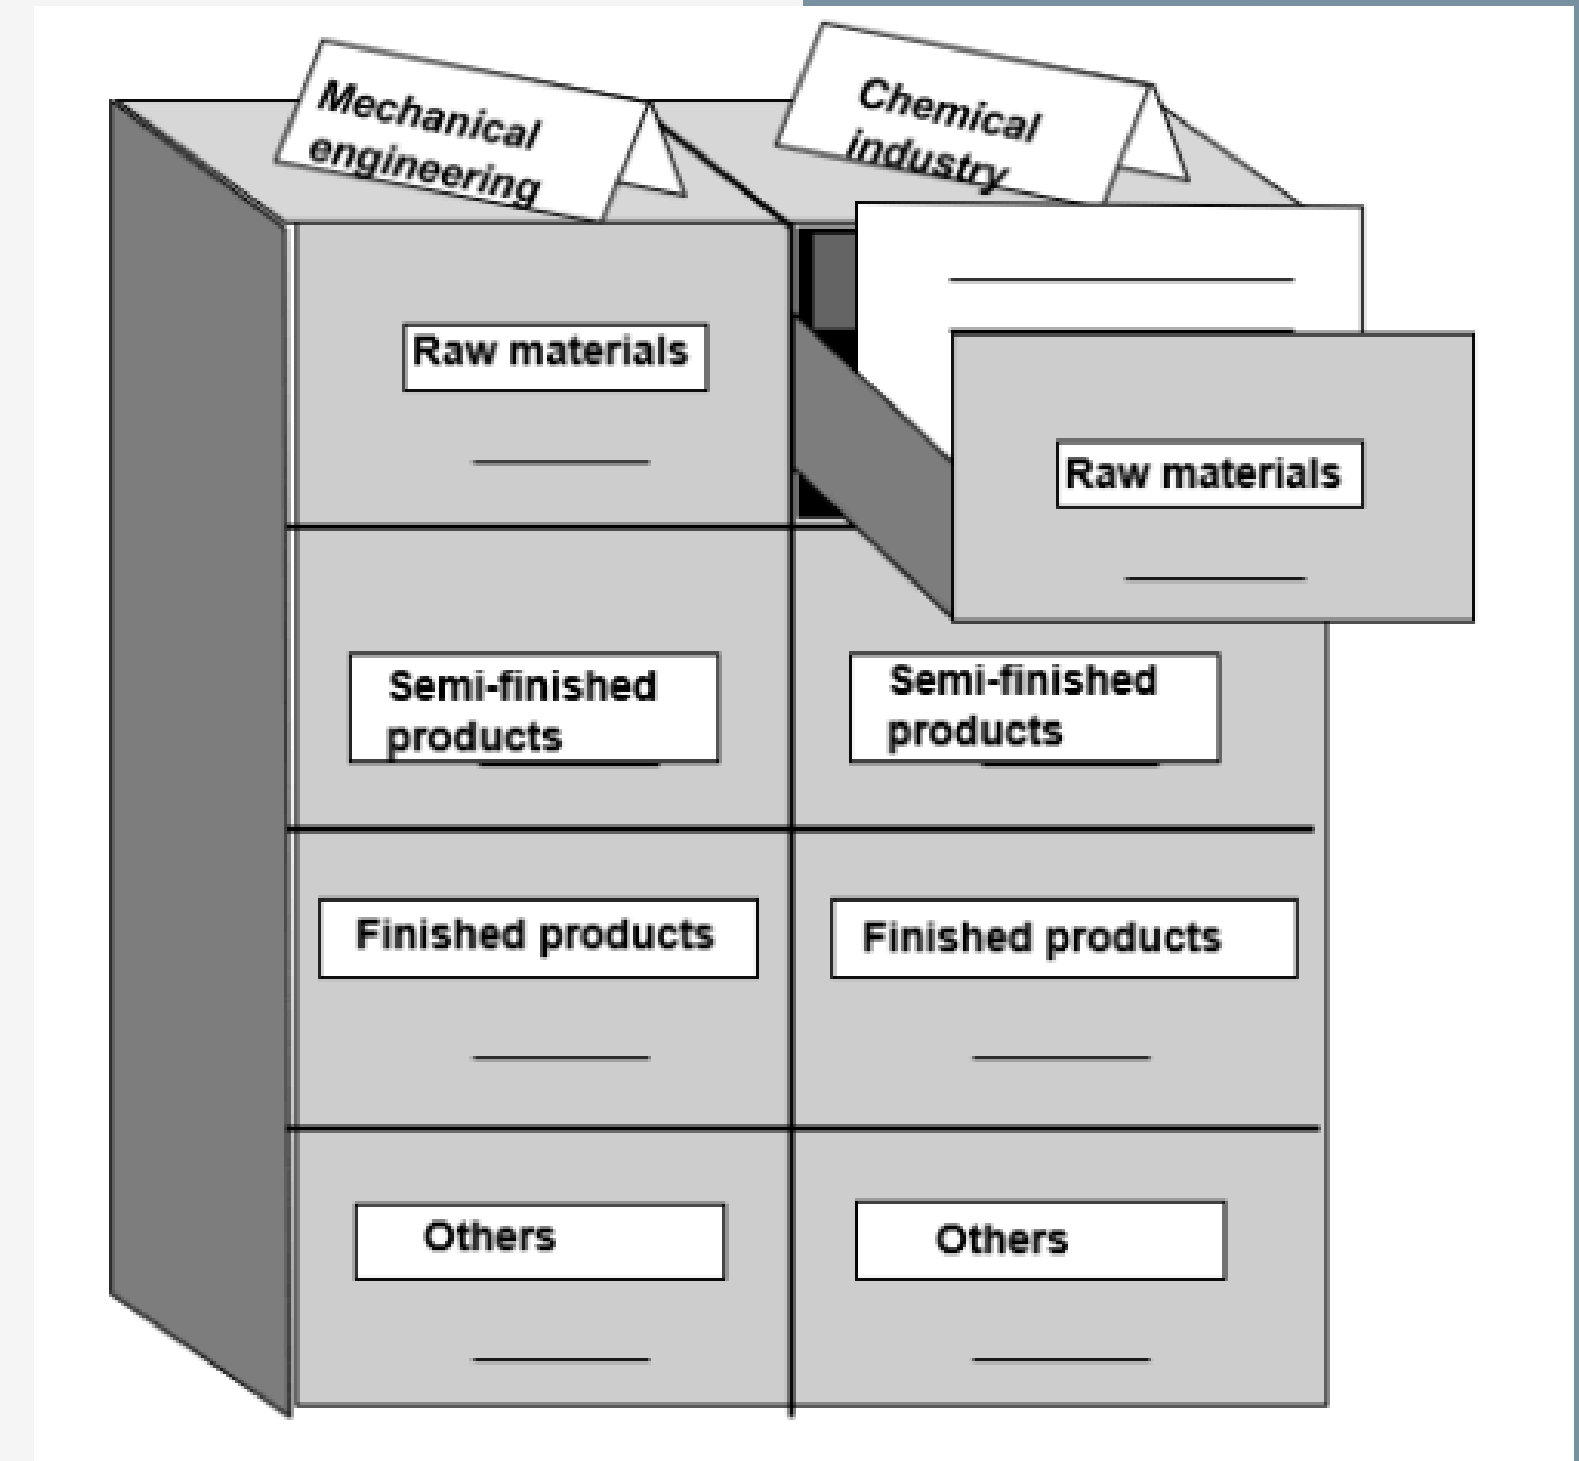 Mechanical
engineering
Chemical
industry
Raw materials
Raw materials
Semi-finished
products
Semi-finished
products
Finished products
Finished products
Others
Others